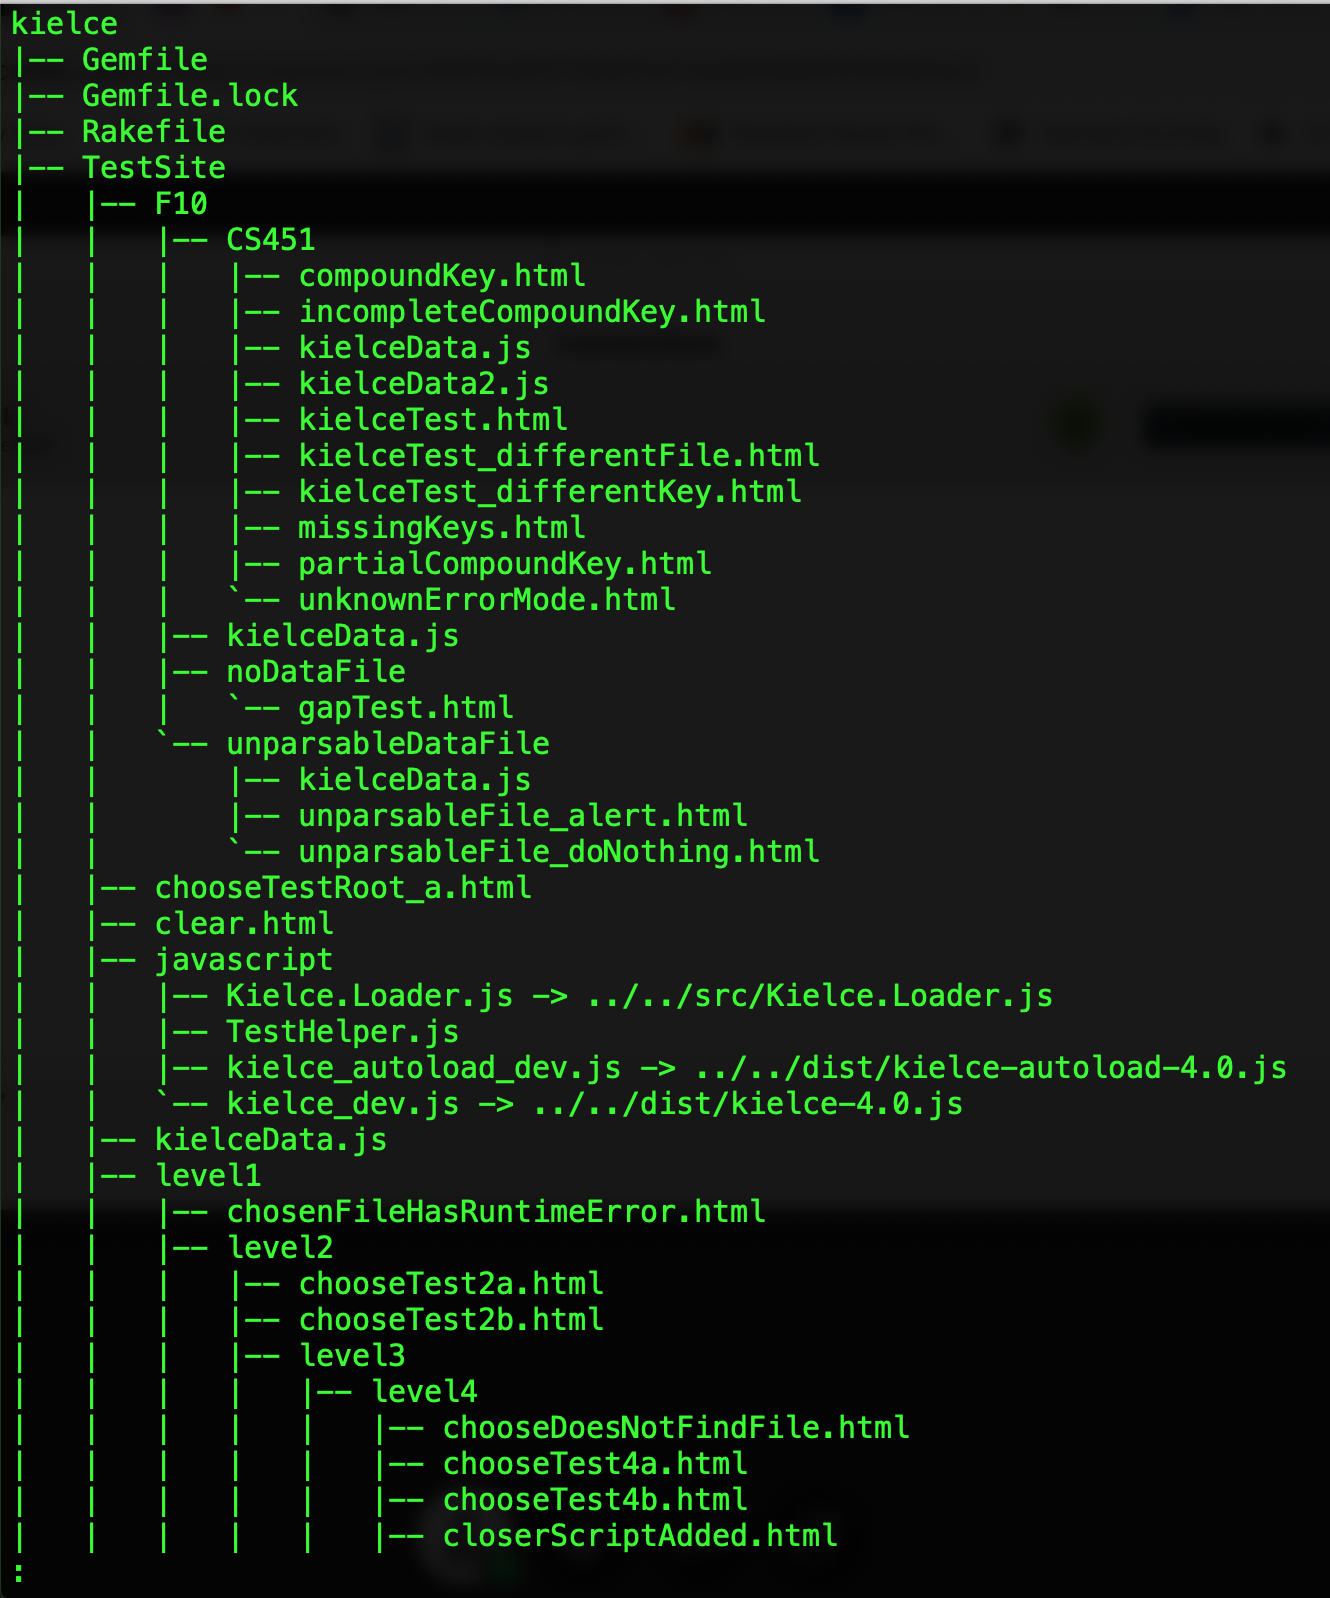 kielce
|-- Gemfile
|-- Gemfile.lock
|-- Rakefile
|-- TestSite
|   |-- F10
|   |   |-- CS451
|   |   |   |-- compoundKey.html
|   |   |   |-- incompleteCompoundKey.html
|   |   |   |-- kielceData.js
|   |   |   |-- kielceData2.js
|   |   |   |-- kielceTest.html
|   |   |   |-- kielceTest_differentFile.html
|   |   |   |-- kielceTest_differentKey.html
|   |   |   |-- missingKeys.html
|   |   |   |-- partialCompoundKey.html
|   |   |   `-- unknownErrorMode.html
|   |   |-- kielceData.js
|   |   |-- noDataFile
|   |   |   `-- gapTest.html
|   |   `-- unparsableDataFile
|   |       |-- kielceData.js
|   |       |-- unparsableFile_alert.html
|   |       `-- unparsableFile_doNothing.html
|   |-- chooseTestRoot_a.html
|   |-- clear.html
|   |-- javascript
|   |   |-- Kielce.Loader.js -> ../../src/Kielce.Loader.js
|   |   |-- TestHelper.js
|   |   |-- kielce_autoload_dev.js -> ../../dist/kielce-autoload-4.0.js
|   |   `-- kielce_dev.js -> ../../dist/kielce-4.0.js
|   |-- kielceData.js
|   |-- level1
|   |   |-- chosenFileHasRuntimeError.html
|   |   |-- level2
|   |   |   |-- chooseTest2a.html
|   |   |   |-- chooseTest2b.html
|   |   |   |-- level3
|   |   |   |   |-- level4
|   |   |   |   |   |-- chooseDoesNotFindFile.html
|   |   |   |   |   |-- chooseTest4a.html
|   |   |   |   |   |-- chooseTest4b.html
|   |   |   |   |   |-- closerScriptAdded.html
: